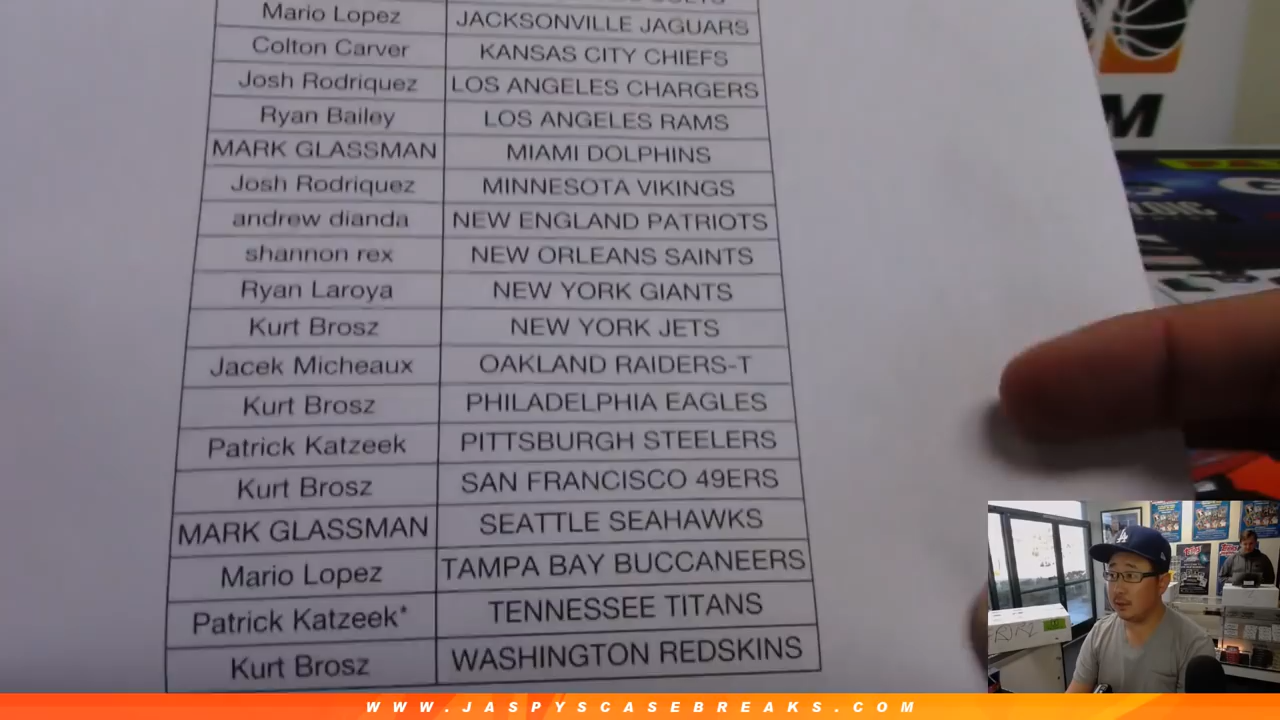 Mario Lopez JACKSONVILLE JAGUARS
Colton Carver KANSAS CITY CHIEFS
Josh Rodriquez LOS ANGELES CHARGERS
Ryan Bailey LOS ANGELES RAMS
MARK GLASSMAN MIAMI DOLPHINS
Josh Rodriquez MINNESOTA VIKINGS
andrew dianda NEW ENGLAND PATRIOTS
shannon rex NEW ORLEANS SAINTS
Ryan Laroya NEW YORK GIANTS
Kurt Brosz NEW YORK JETS
Jacek Micheaux OAKLAND RAIDERS-T
Kurt Brosz PHILADELPHIA EAGLES
Patrick Katzeek PITTSBURGH STEELERS
Kurt Brosz SAN FRANCISCO 49ERS
MARK GLASSMAN SEATTLE SEAHAWKS
Mario Lopez TAMPA BAY BUCCANEERS
Patrick Katzeek* TENNESSEE TITANS
Kurt Brosz WASHINGTON REDSKINS
WWW.JASPYSCASEBREAKS.COM